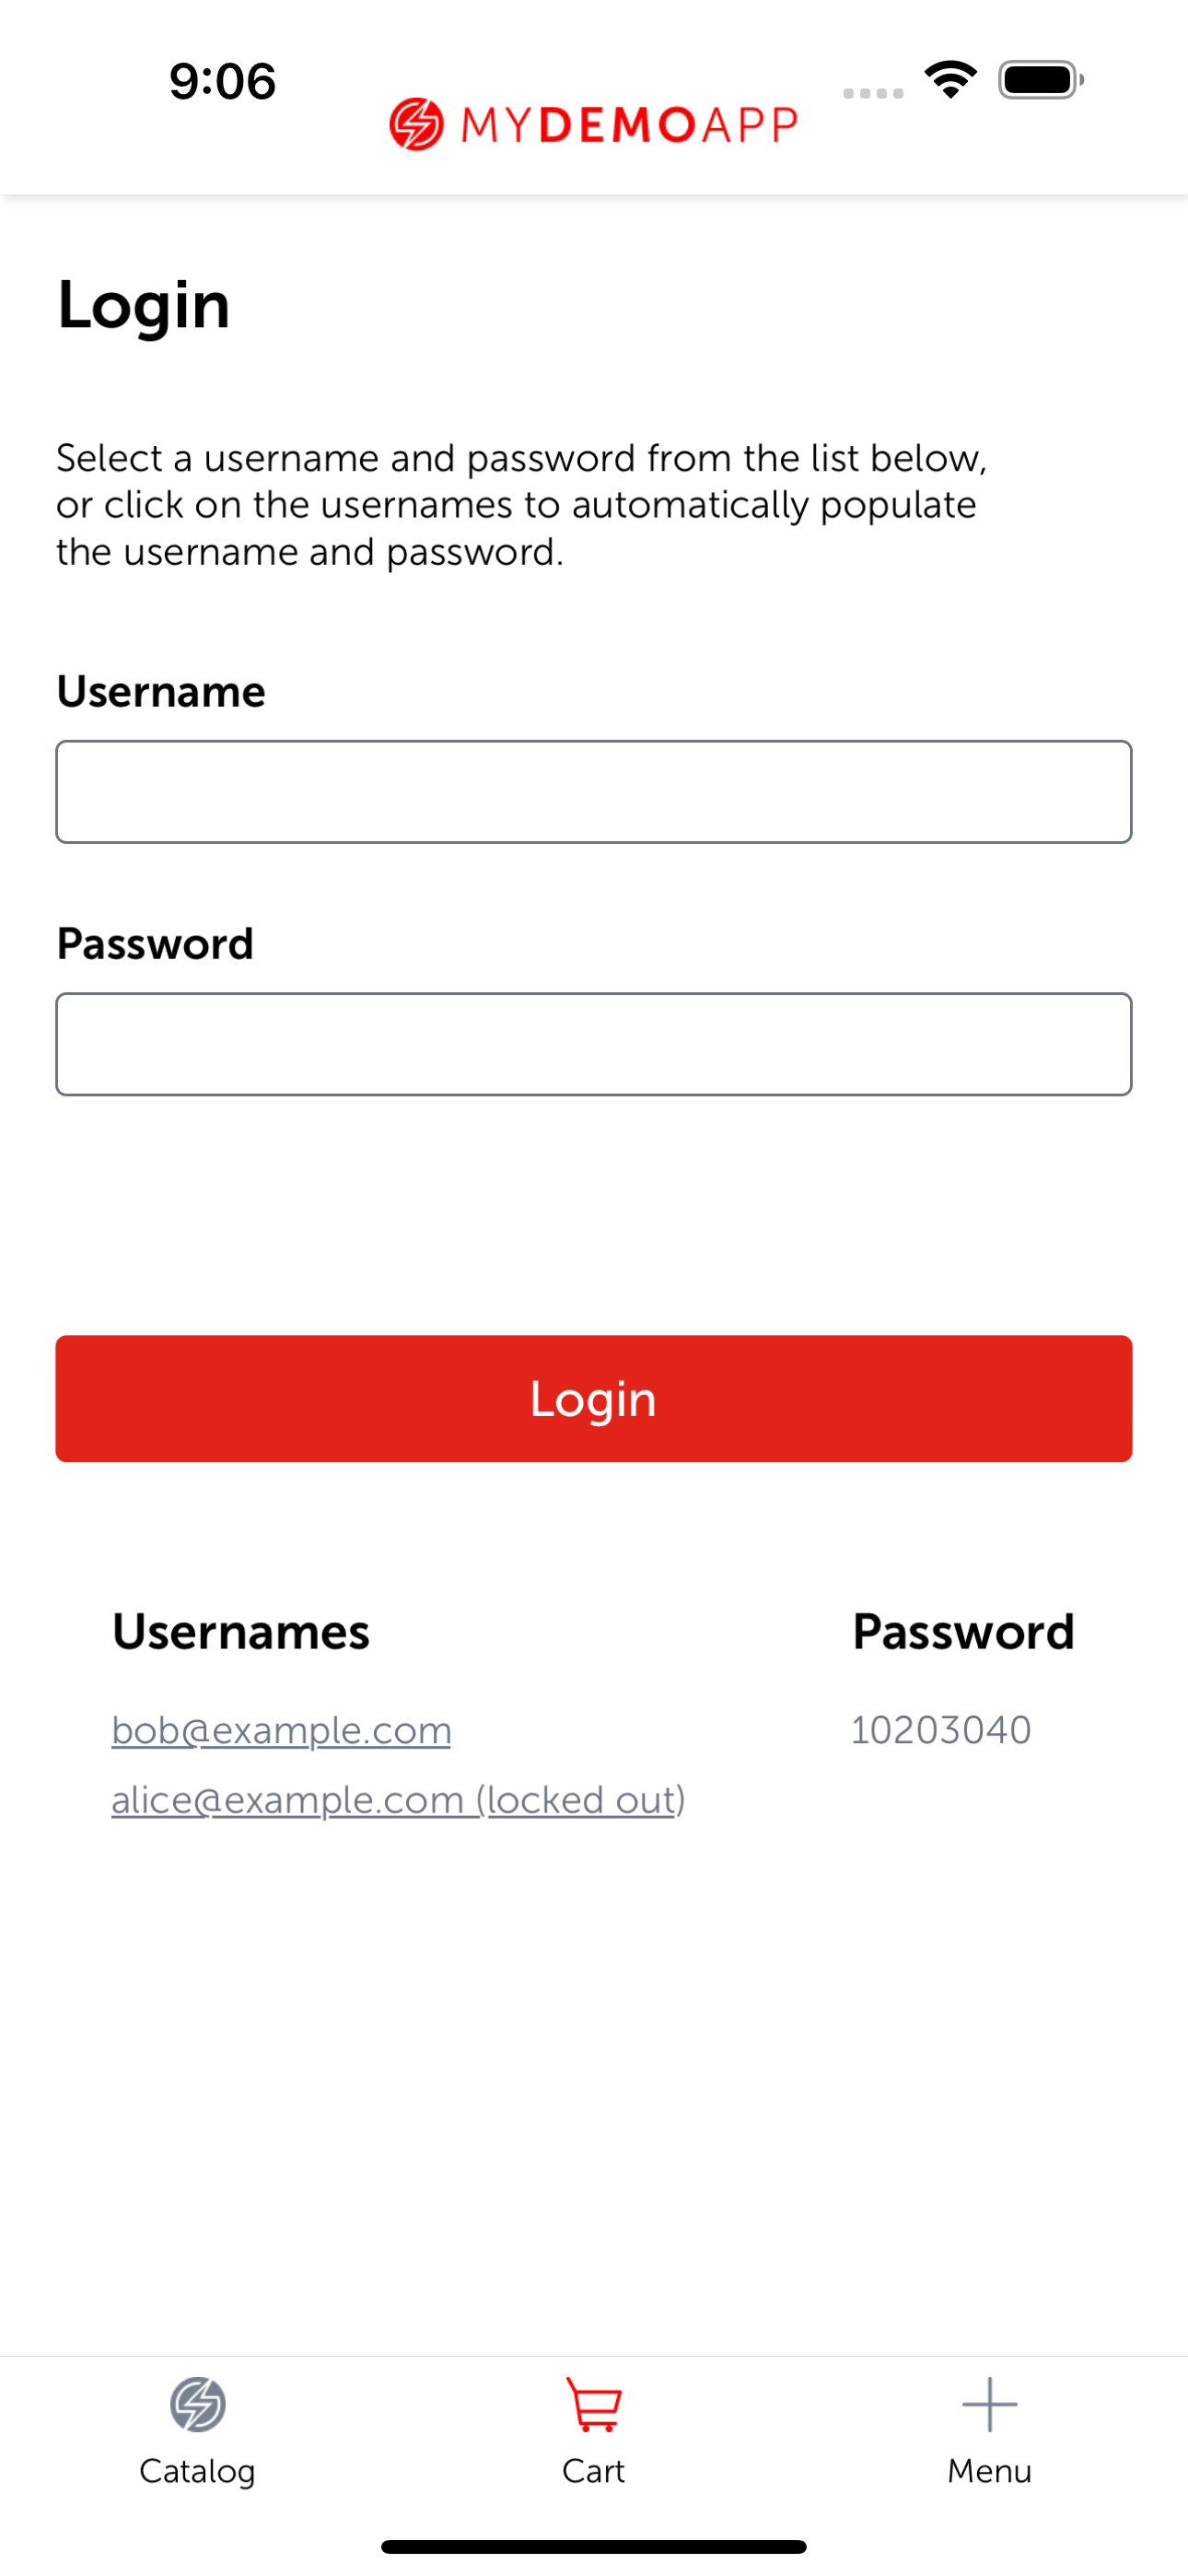 9:06
MYDEMOAPP
Login
Select a username and password from the list below,
or click on the usernames to automatically populate
the username and password.
Username
Password
Login
Usernames Password
bob@example.com 10203040
alice@example.com (locked out)
Catalog Cart Menu